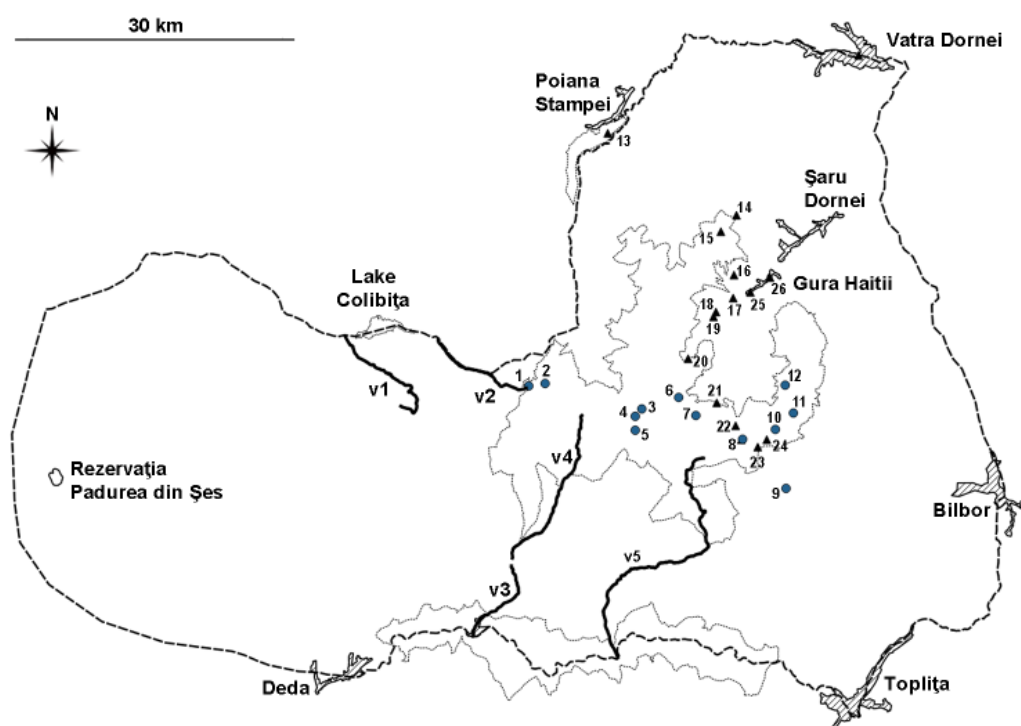 30 km
Vatra Dornei
Poiana
Stampei
13
N
Şaru
Dornei
14
15
16
26
Gura Haitii
25
17
18
19
Lake
Colibiţa
20
1
2
v2
v1
12
6
3
21
11
4
7
10
5
22
8
24
23
v4
Rezervaţia
Padurea din Şes
9
Bilbor
v5
v3
Deda
Topliţa